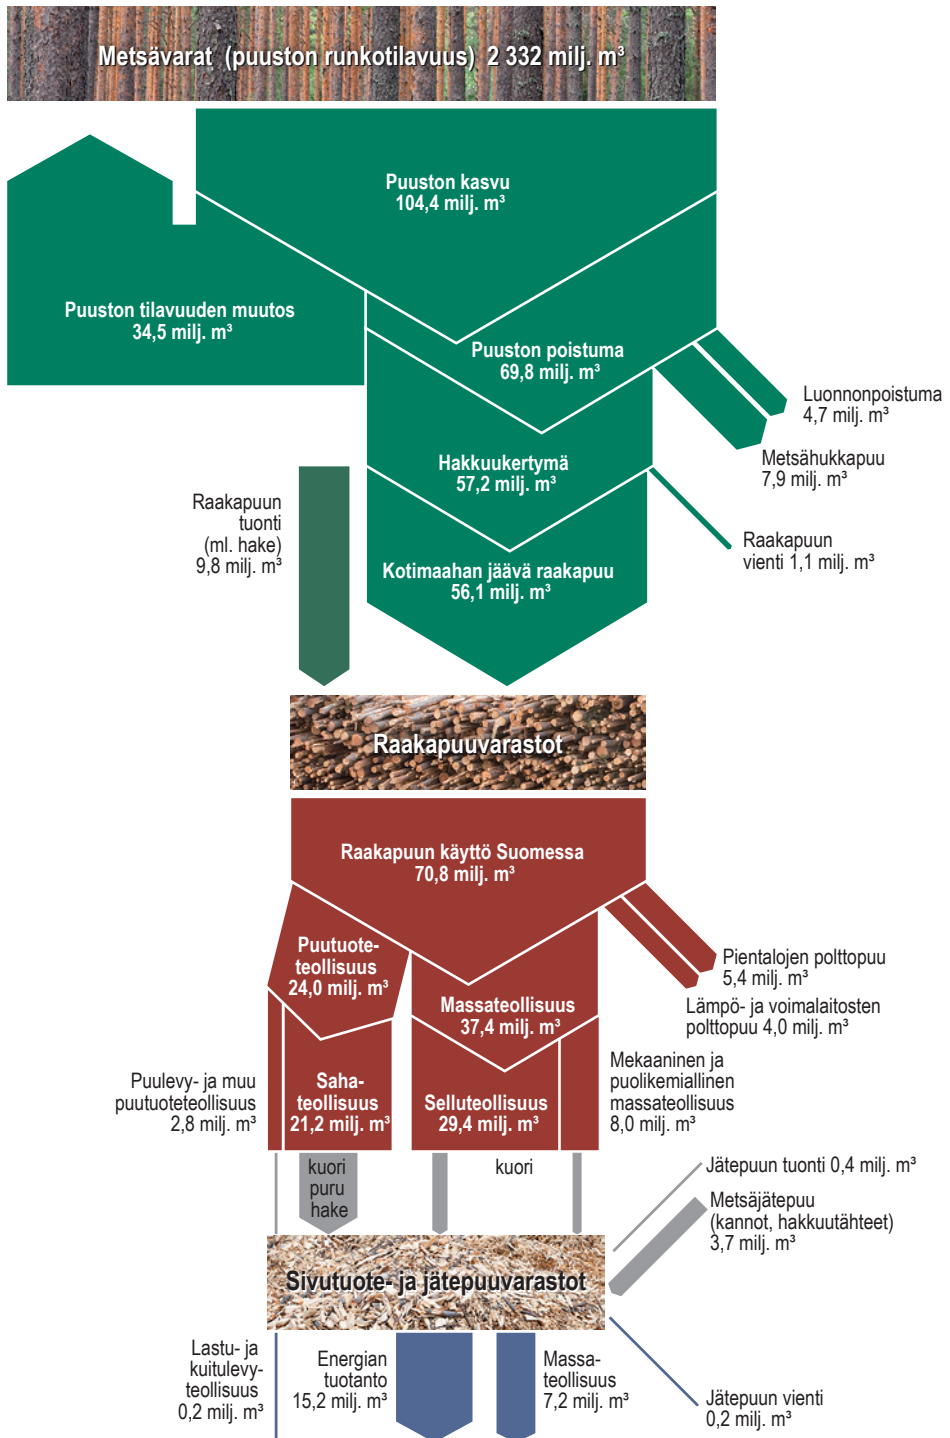 Metsävarat (puuston runkotilavuus) 2 332 milj. m³
Puuston kasvu
104,4 milj. m³
Puuston tilavuuden muutos
34,5 milj. m³
Puuston poistuma
69,8 milj. m³
Luonnonpoistuma
4,7 milj. m³
Metsähukkapuu
7,9 milj. m³
Hakkuukertymä
57,2 milj. m³
Raakapuun
tuonti
(ml. hake)
9,8 milj. m³
Raakapuun
vienti 1,1 milj. m³
Kotimaahan jäävä raakapuu
56,1 milj. m³
Raakapuuvarastot
Raakapuun käyttö Suomessa
70,8 milj. m³
Puutuote-
teollisuus
24,0 milj. m³
Massateollisuus
37,4 milj. m³
Pientalojen polttopuu
5,4 milj. m³
Lämpö- ja voimalaitosten
polttopuu 4,0 milj. m³
Puulevy- ja muu
puutuoteteollisuus
2,8 milj. m³
Saha-
teollisuus
21,2 milj. m³
Selluteollisuus
29,4 milj. m³
Mekaaninen ja
puolikemiallinen
massateollisuus
8,0 milj. m³
kuori
puru
hake
kuori
Jätepuun tuonti 0,4 milj. m³
Metsäjätepuu
(kannot, hakkuutähteet)
3,7 milj. m³
Sivutuote- ja jätepuuvarastot
Lastu- ja
kuitulevy-
teollisuus
0,2 milj. m³
Energian
tuotanto
15,2 milj. m³
Massa-
teollisuus
7,2 milj. m³
Jätepuun vienti
0,2 milj. m³